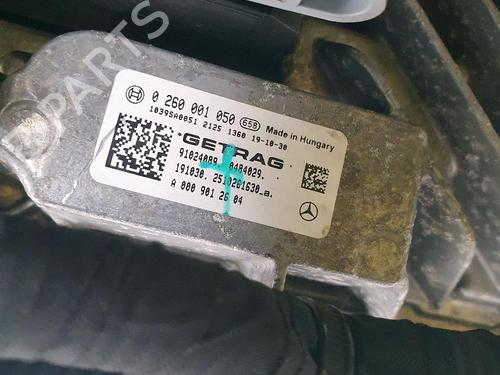 PARTS
0 260 001 050 658 Made in Hungary
1039SA0051 2125 1360 19-10-30
GETRAG
191030.
A 000 901 26 04